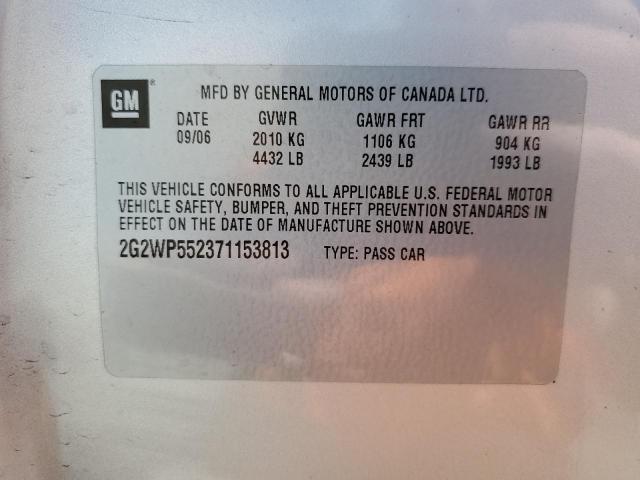 GM ®
MFD BY GENERAL MOTORS OF CANADA LTD.
DATE GVWR GAWR FRT GAWR RR
09/06 2010 KG 1106 KG 904 KG
4432 LB 2439 LB 1993 LB
THIS VEHICLE CONFORMS TO ALL APPLICABLE U.S. FEDERAL MOTOR
VEHICLE SAFETY, BUMPER, AND THEFT PREVENTION STANDARDS IN
EFFECT ON THE DATE OF MANUFACTURE SHOWN ABOVE.
2G2WP552371153813 TYPE: PASS CAR